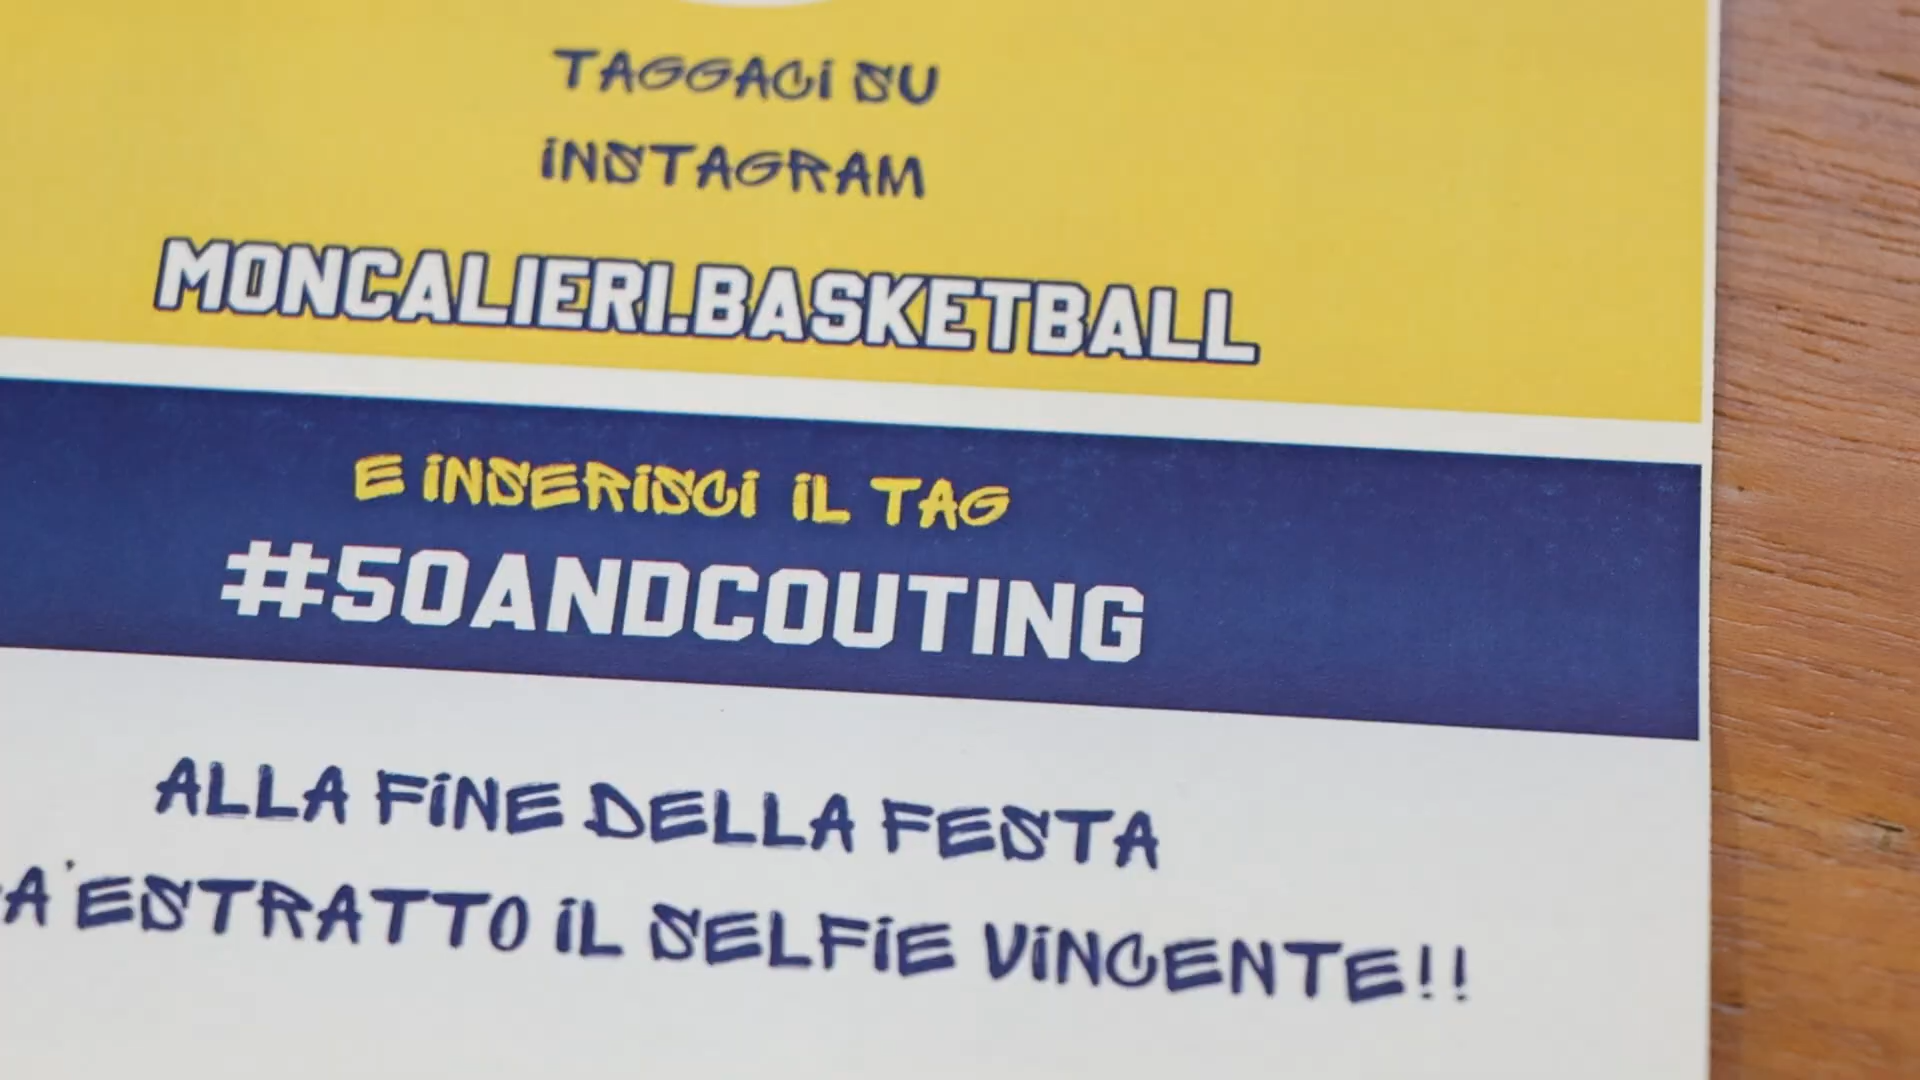 TAGGACI SU
INSTAGRAM
MONCALIERI.BASKETBALL
E INSERISCI IL TAG
#50ANDCOUTING
ALLA FINE DELLA FESTA
ESTRATTO IL SELFIE VINCENTE!!